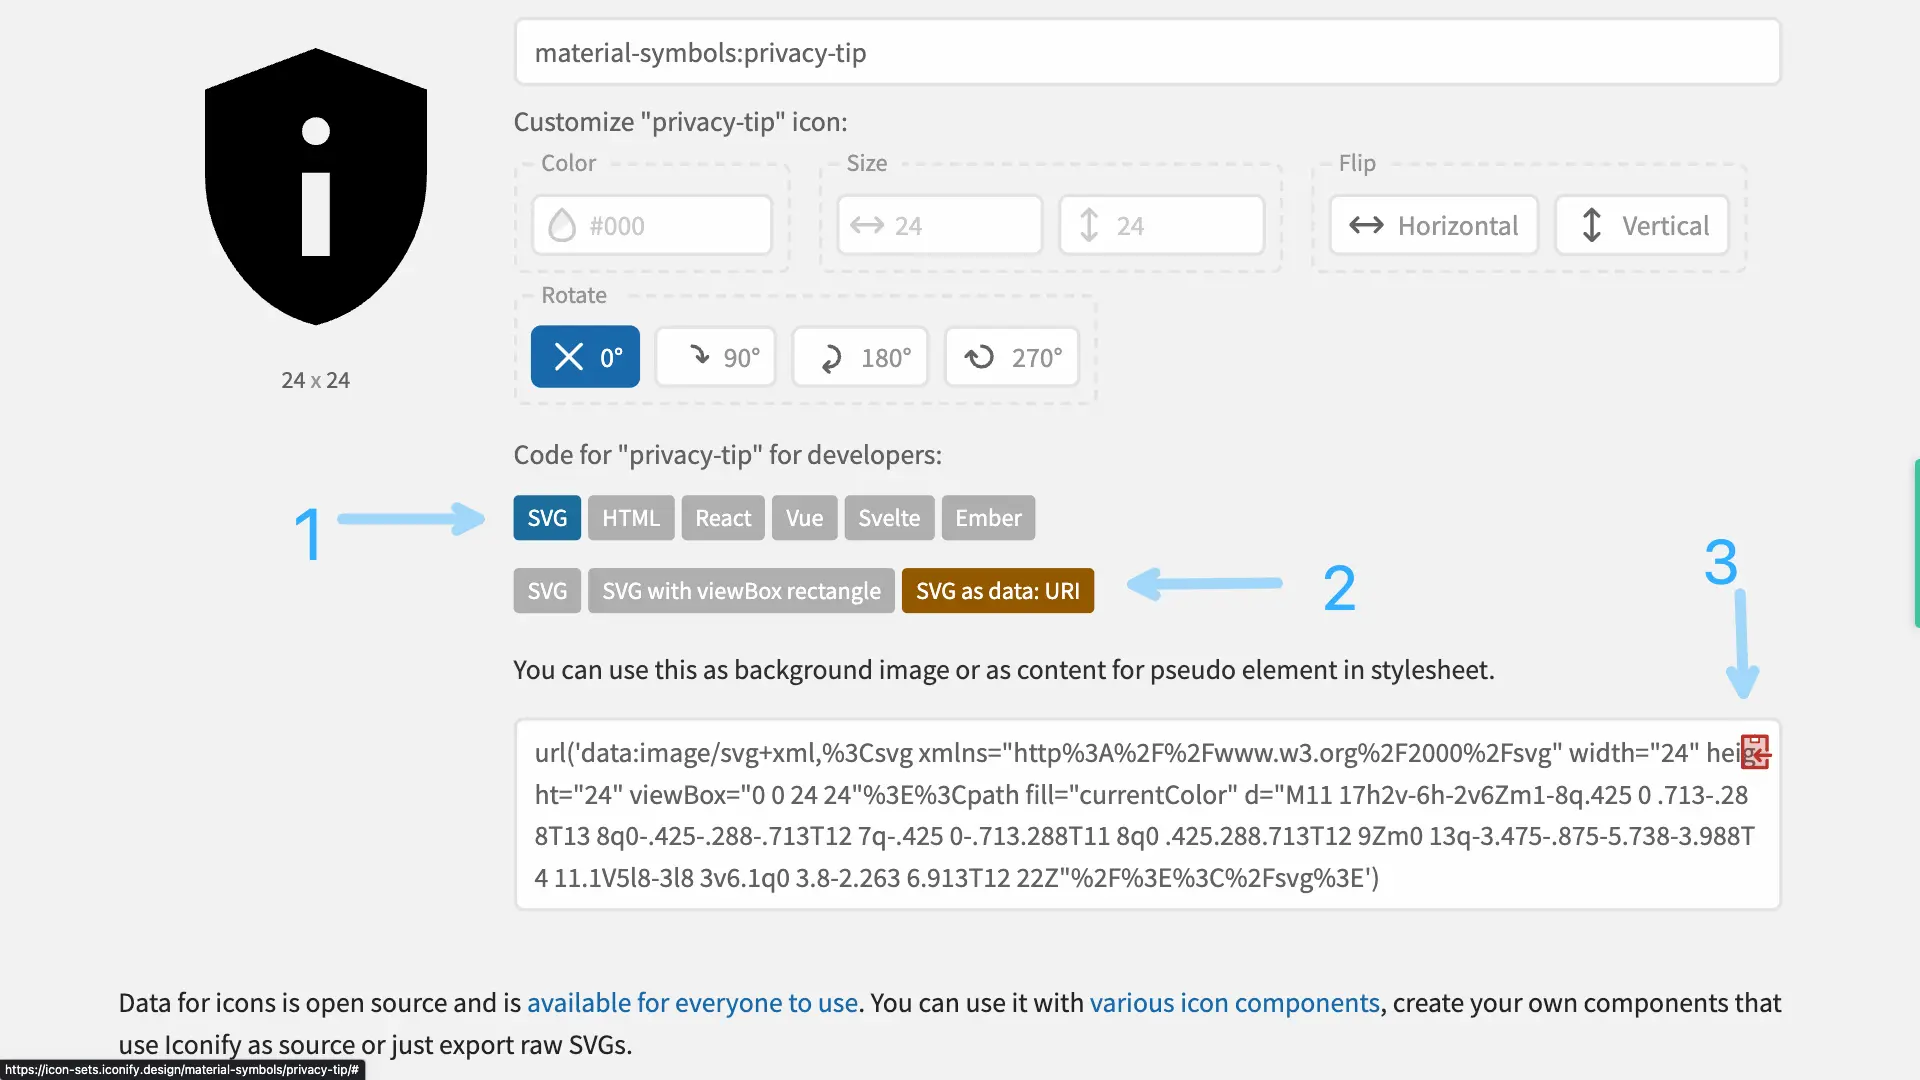 material-symbols:privacy-tip
Customize "privacy-tip" icon:
Color
Size
Flip
#000
24
24
Horizontal
Vertical
Rotate
0°
90°
180°
270°
24 x 24
Code for "privacy-tip" for developers:
1
SVG
HTML
React
Vue
Svelte
Ember
SVG
SVG with viewBox rectangle
SVG as data: URI
2
3
You can use this as background image or as content for pseudo element in stylesheet.
url('data:image/svg+xml,%3Csvg xmlns="http%3A%2F%2Fwww.w3.org%2F2000%2Fsvg" width="24" heig
ht="24" viewBox="0 0 24 24"%3E%3Cpath fill="currentColor" d="M11 17h2v-6h-2v6Zm1-8q.425 0 .713-.28
8T13 8q0-.425-.288-.713T12 7q-.425 0-.713.288T11 8q0 .425.288.713T12 9Zm0 13q-3.475-.875-5.738-3.988T
4 11.1V5l8-3l8 3v6.1q0 3.8-2.263 6.913T12 22Z"%2F%3E%3C%2Fsvg%3E')
Data for icons is open source and is available for everyone to use. You can use it with various icon components, create your own components that
use Iconify as source or just export raw SVGs.
https://icon-sets.iconify.design/material-symbols/privacy-tip/#